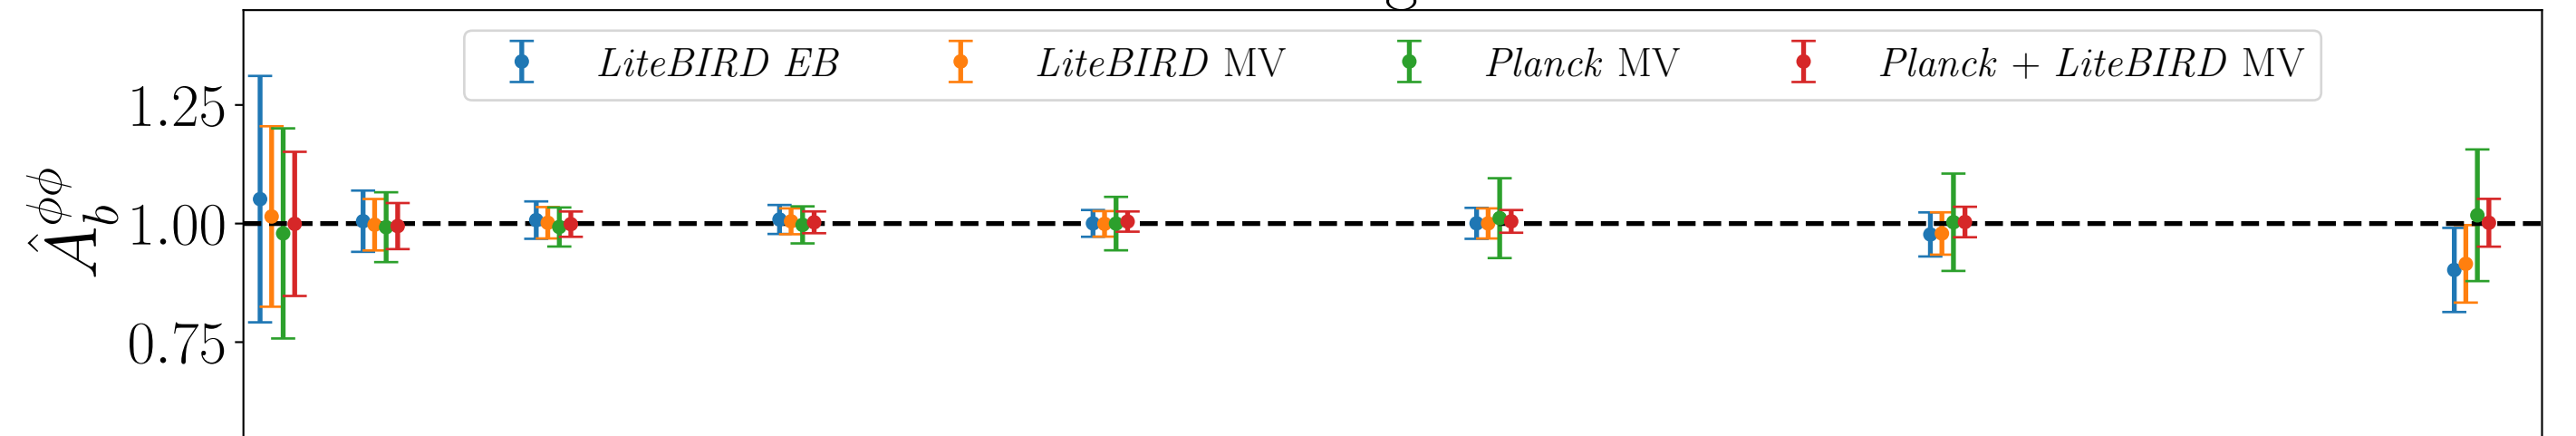 LiteBIRD EB
LiteBIRD MV
Planck MV
Planck + LiteBIRD MV
1.25
1.00
0.75
Â_b^{ϕϕ}